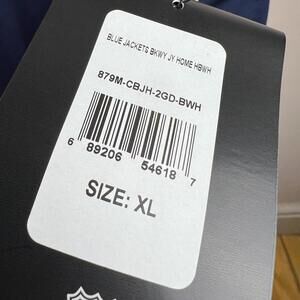 BLUE JACKETS BKWY JY HOME HBWH
879M-CBJH-2GD-BWH
6 89206 54618 7
SIZE: XL